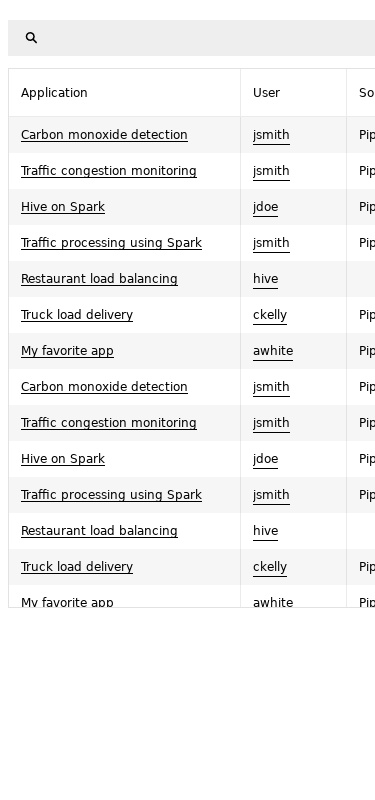 Application User So
Carbon monoxide detection jsmith Pip
Traffic congestion monitoring jsmith Pip
Hive on Spark jdoe Pip
Traffic processing using Spark jsmith Pip
Restaurant load balancing hive
Truck load delivery ckelly Pip
My favorite app awhite Pip
Carbon monoxide detection jsmith Pip
Traffic congestion monitoring jsmith Pip
Hive on Spark jdoe Pip
Traffic processing using Spark jsmith Pip
Restaurant load balancing hive
Truck load delivery ckelly Pip
My favorite app awhite Pip